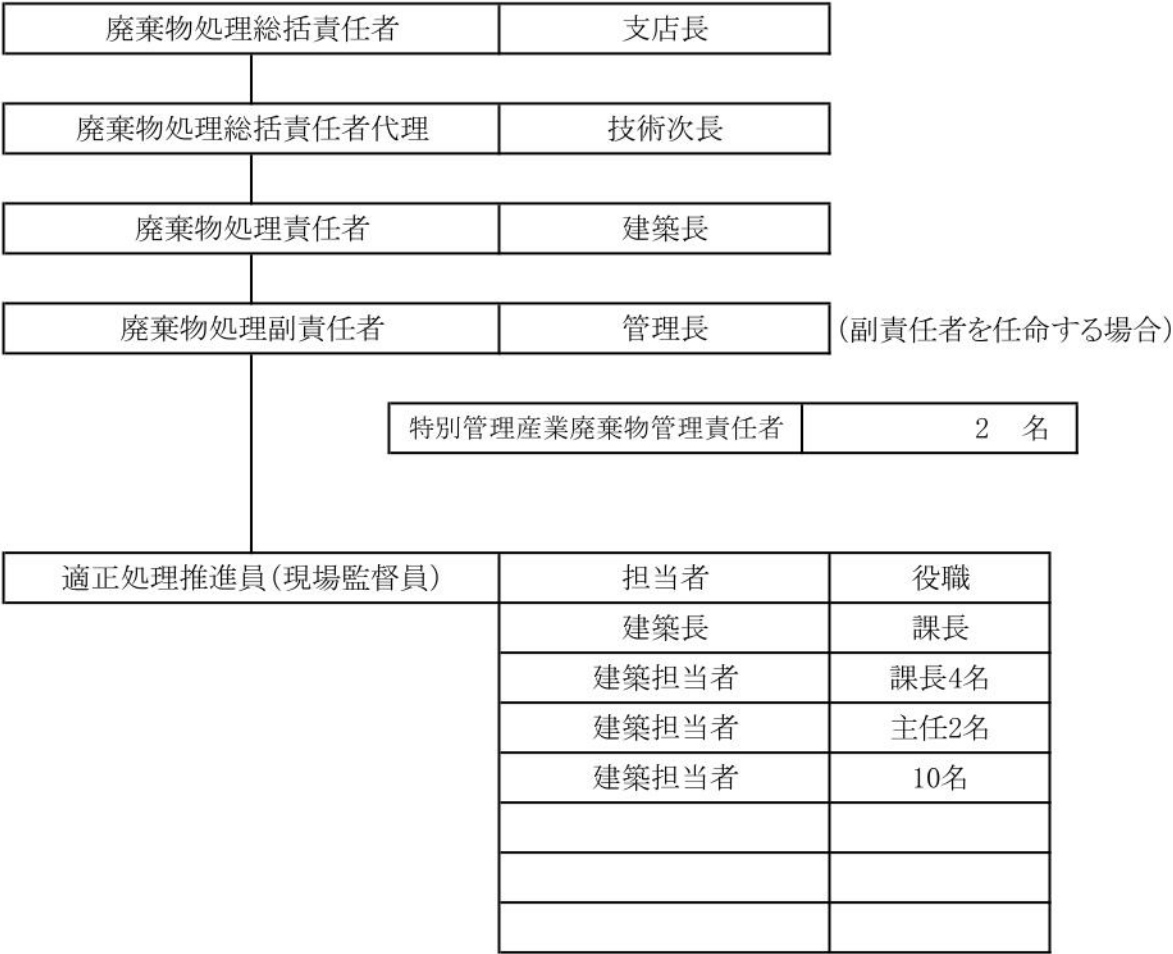 廃棄物処理総括責任者 支店長
廃棄物処理総括責任者代理 技術次長
廃棄物処理責任者 建築長
廃棄物処理副責任者 管理長 (副責任者を任命する場合)
特別管理産業廃棄物管理責任者 2 名
適正処理推進員(現場監督員) 担当者 役職
建築長 課長
建築担当者 課長4名
建築担当者 主任2名
建築担当者 10名